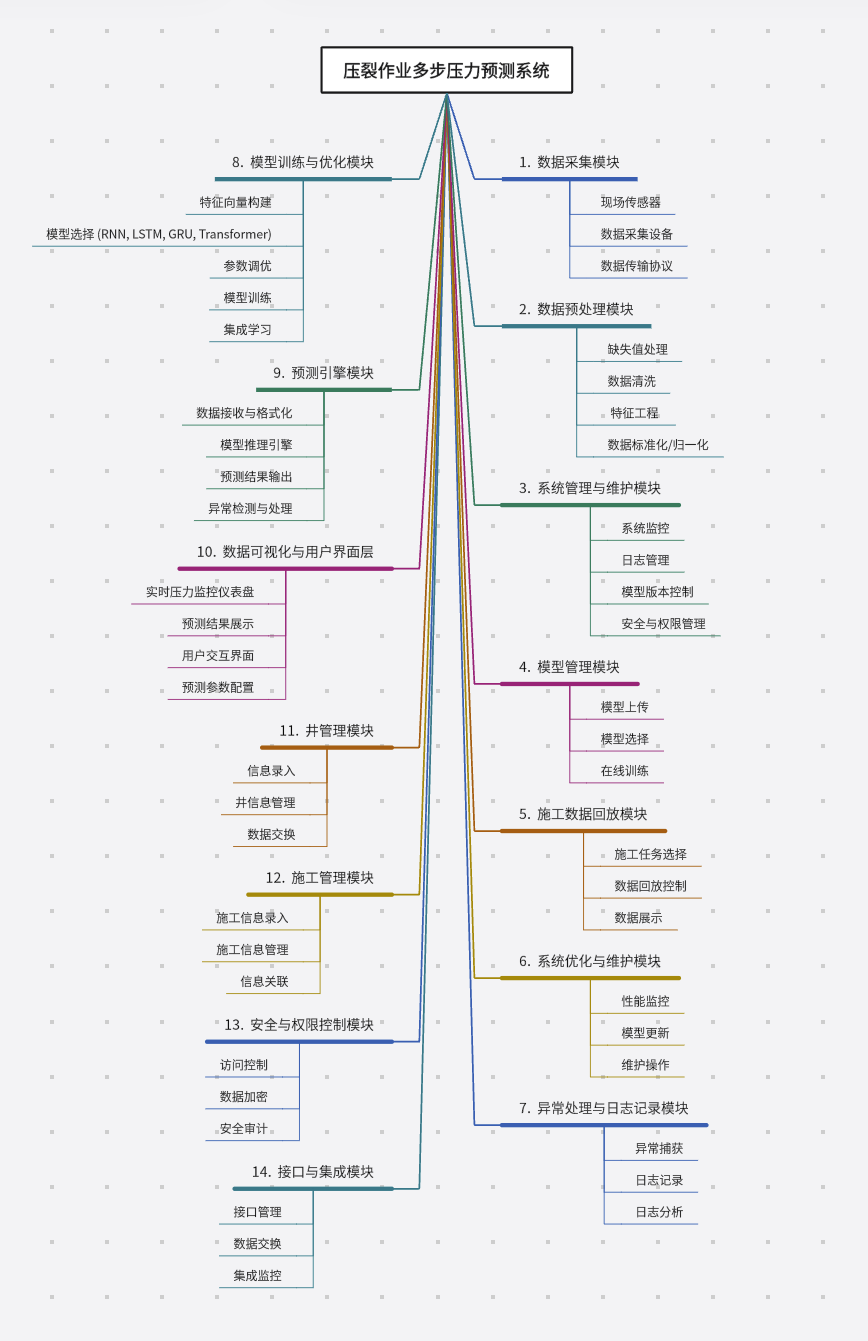 压裂作业多步压力预测系统
1. 数据采集模块
现场传感器
数据采集设备
数据传输协议
2. 数据预处理模块
缺失值处理
数据清洗
特征工程
数据标准化/归一化
3. 系统管理与维护模块
系统监控
日志管理
模型版本控制
安全与权限管理
4. 模型管理模块
模型上传
模型选择
在线训练
5. 施工数据回放模块
施工任务选择
数据回放控制
数据展示
6. 系统优化与维护模块
性能监控
模型更新
维护操作
7. 异常处理与日志记录模块
异常捕获
日志记录
日志分析
8. 模型训练与优化模块
特征向量构建
模型选择 (RNN, LSTM, GRU, Transformer)
参数调优
模型训练
集成学习
9. 预测引擎模块
数据接收与格式化
模型推理引擎
预测结果输出
异常检测与处理
10. 数据可视化与用户界面层
实时压力监控仪表盘
预测结果展示
用户交互界面
预测参数配置
11. 井管理模块
信息录入
井信息管理
数据交换
12. 施工管理模块
施工信息录入
施工信息管理
信息关联
13. 安全与权限控制模块
访问控制
数据加密
安全审计
14. 接口与集成模块
接口管理
数据交换
集成监控